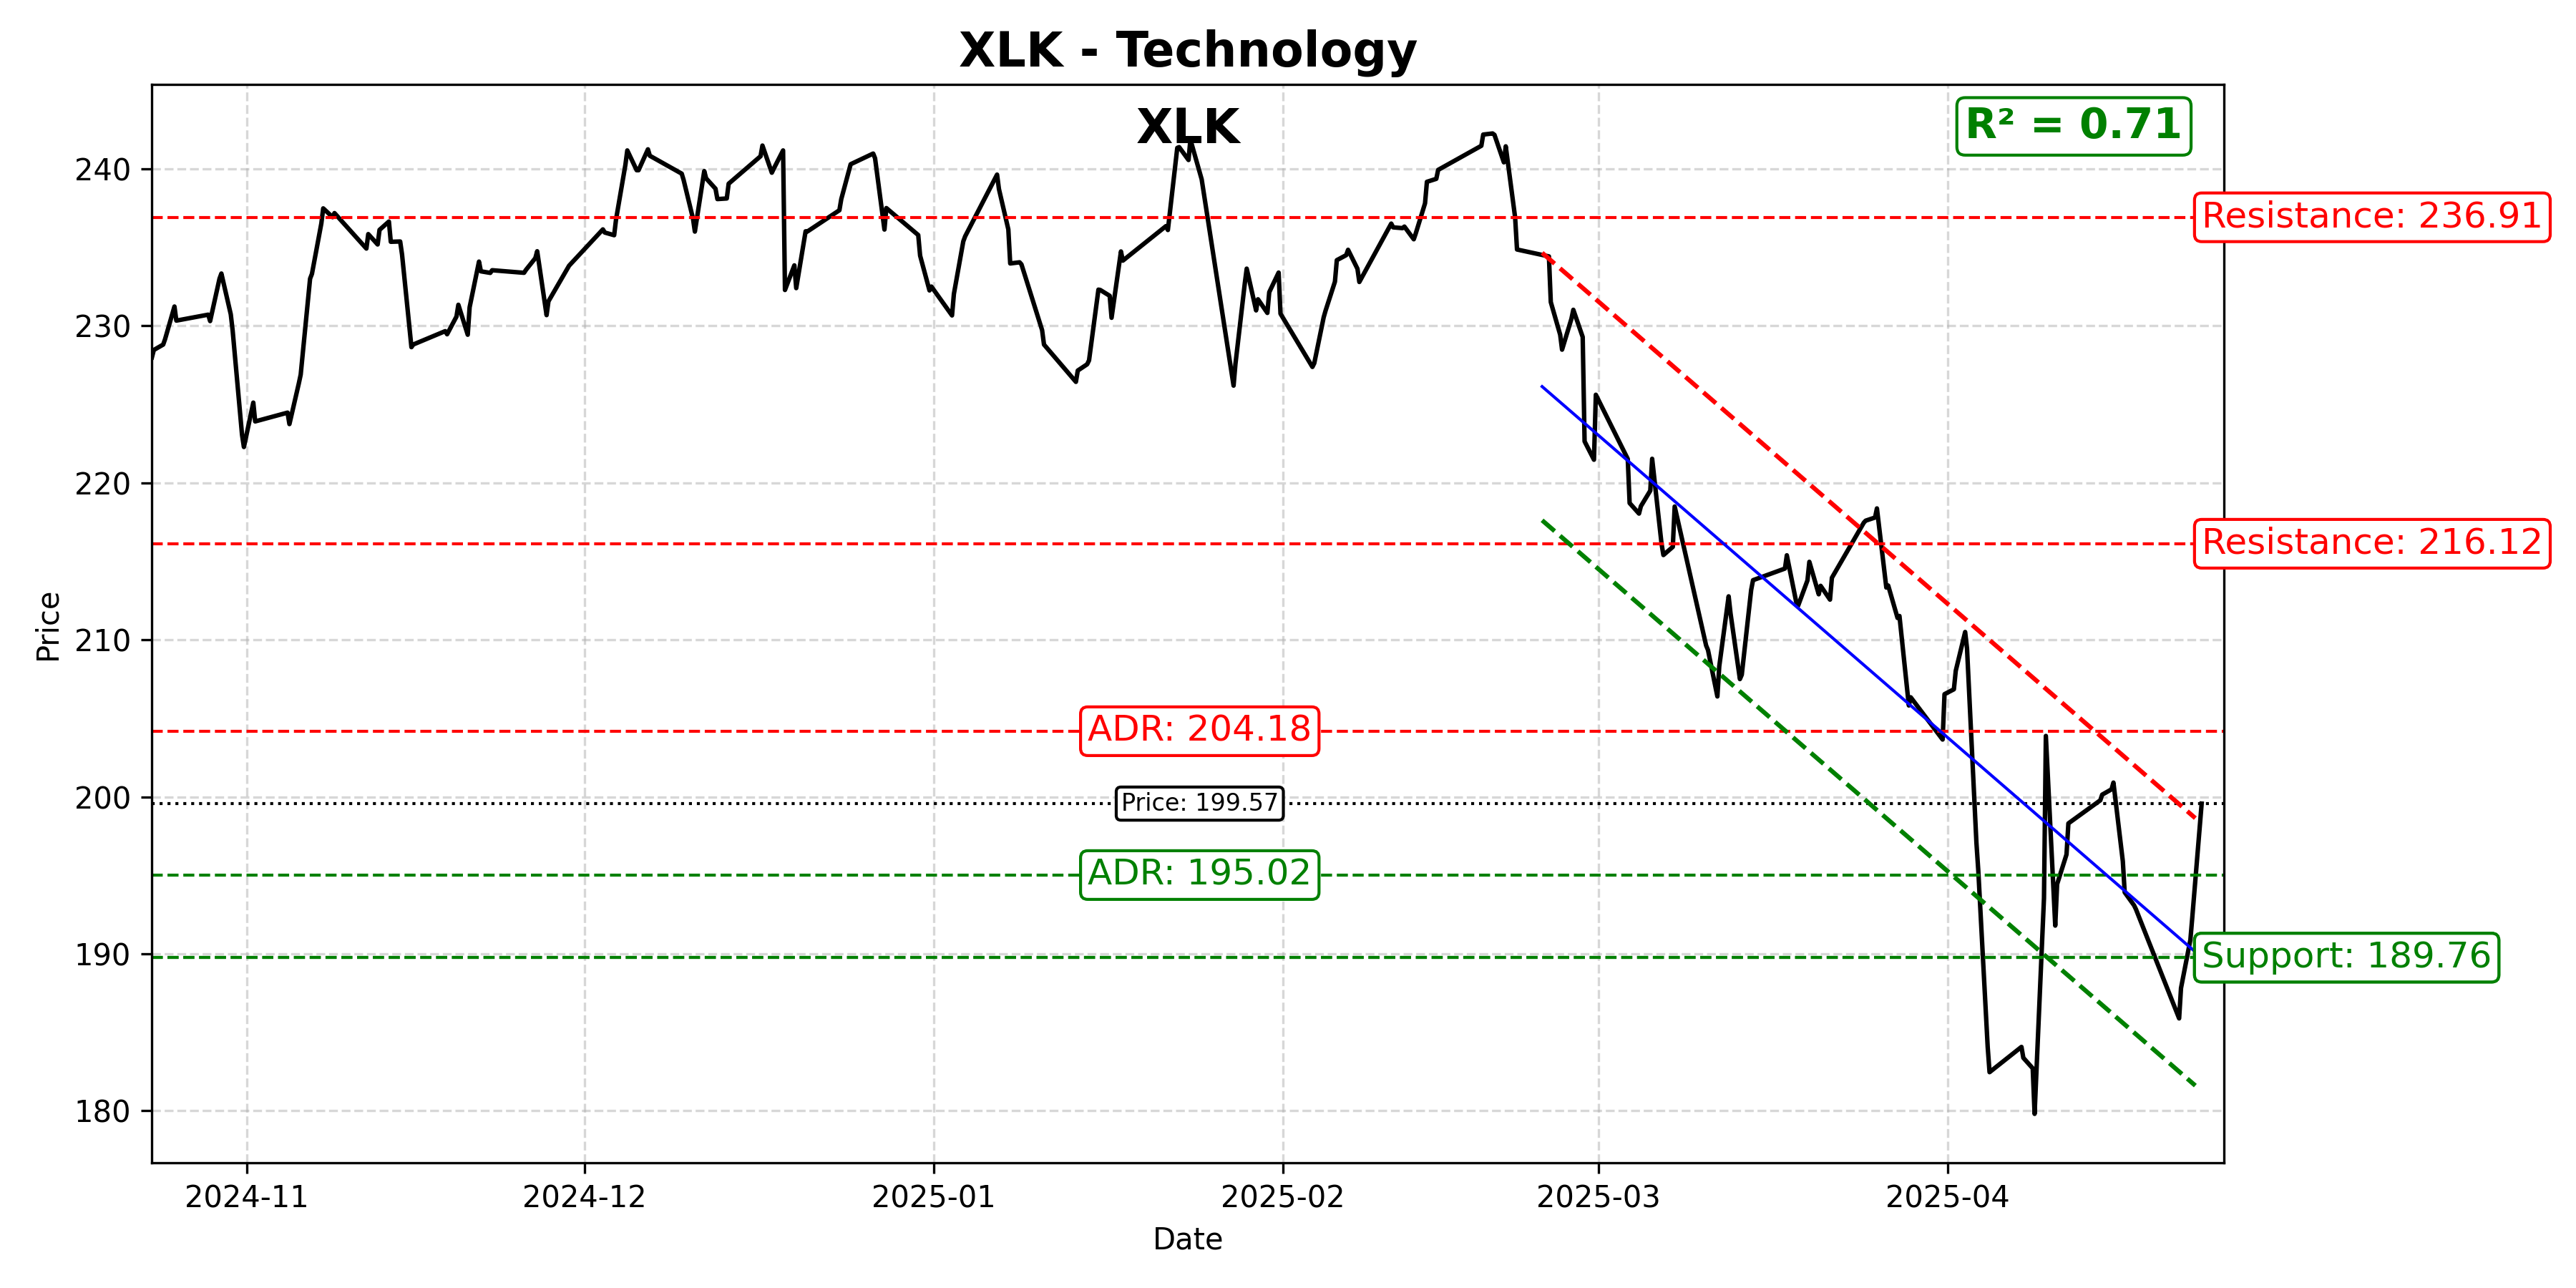 XLK - Technology
XLK
R² = 0.71
240
Resistance: 236.91
230
220
Resistance: 216.12
Price
210
ADR: 204.18
200
Price: 199.57
ADR: 195.02
190
Support: 189.76
180
2024-11
2024-12
2025-01
2025-02
2025-03
2025-04
Date